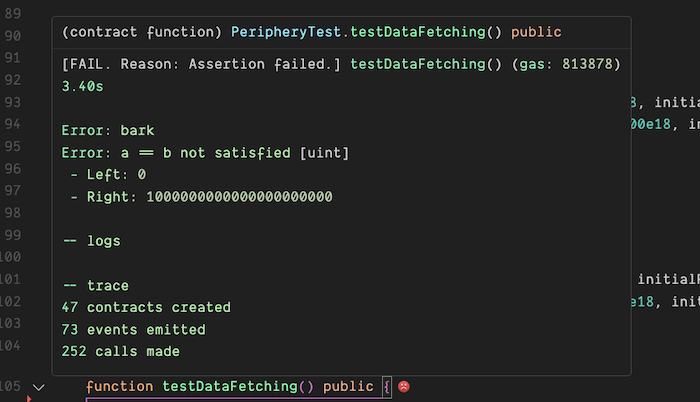 89
90
(contract function) PeripheryTest.testDataFetching() public
91
[FAIL. Reason: Assertion failed.] testDataFetching() (gas: 813878)
92
3.40s
93
8, initia
94
00e18, in
95
Error: bark
96
Error: a == b not satisfied [uint]
- Left: 0
97
- Right: 1000000000000000000000
98
99
-- logs
100
101
-- trace
initialR
102
47 contracts created
e18, init
103
73 events emitted
104
252 calls made
105
function testDataFetching() public {